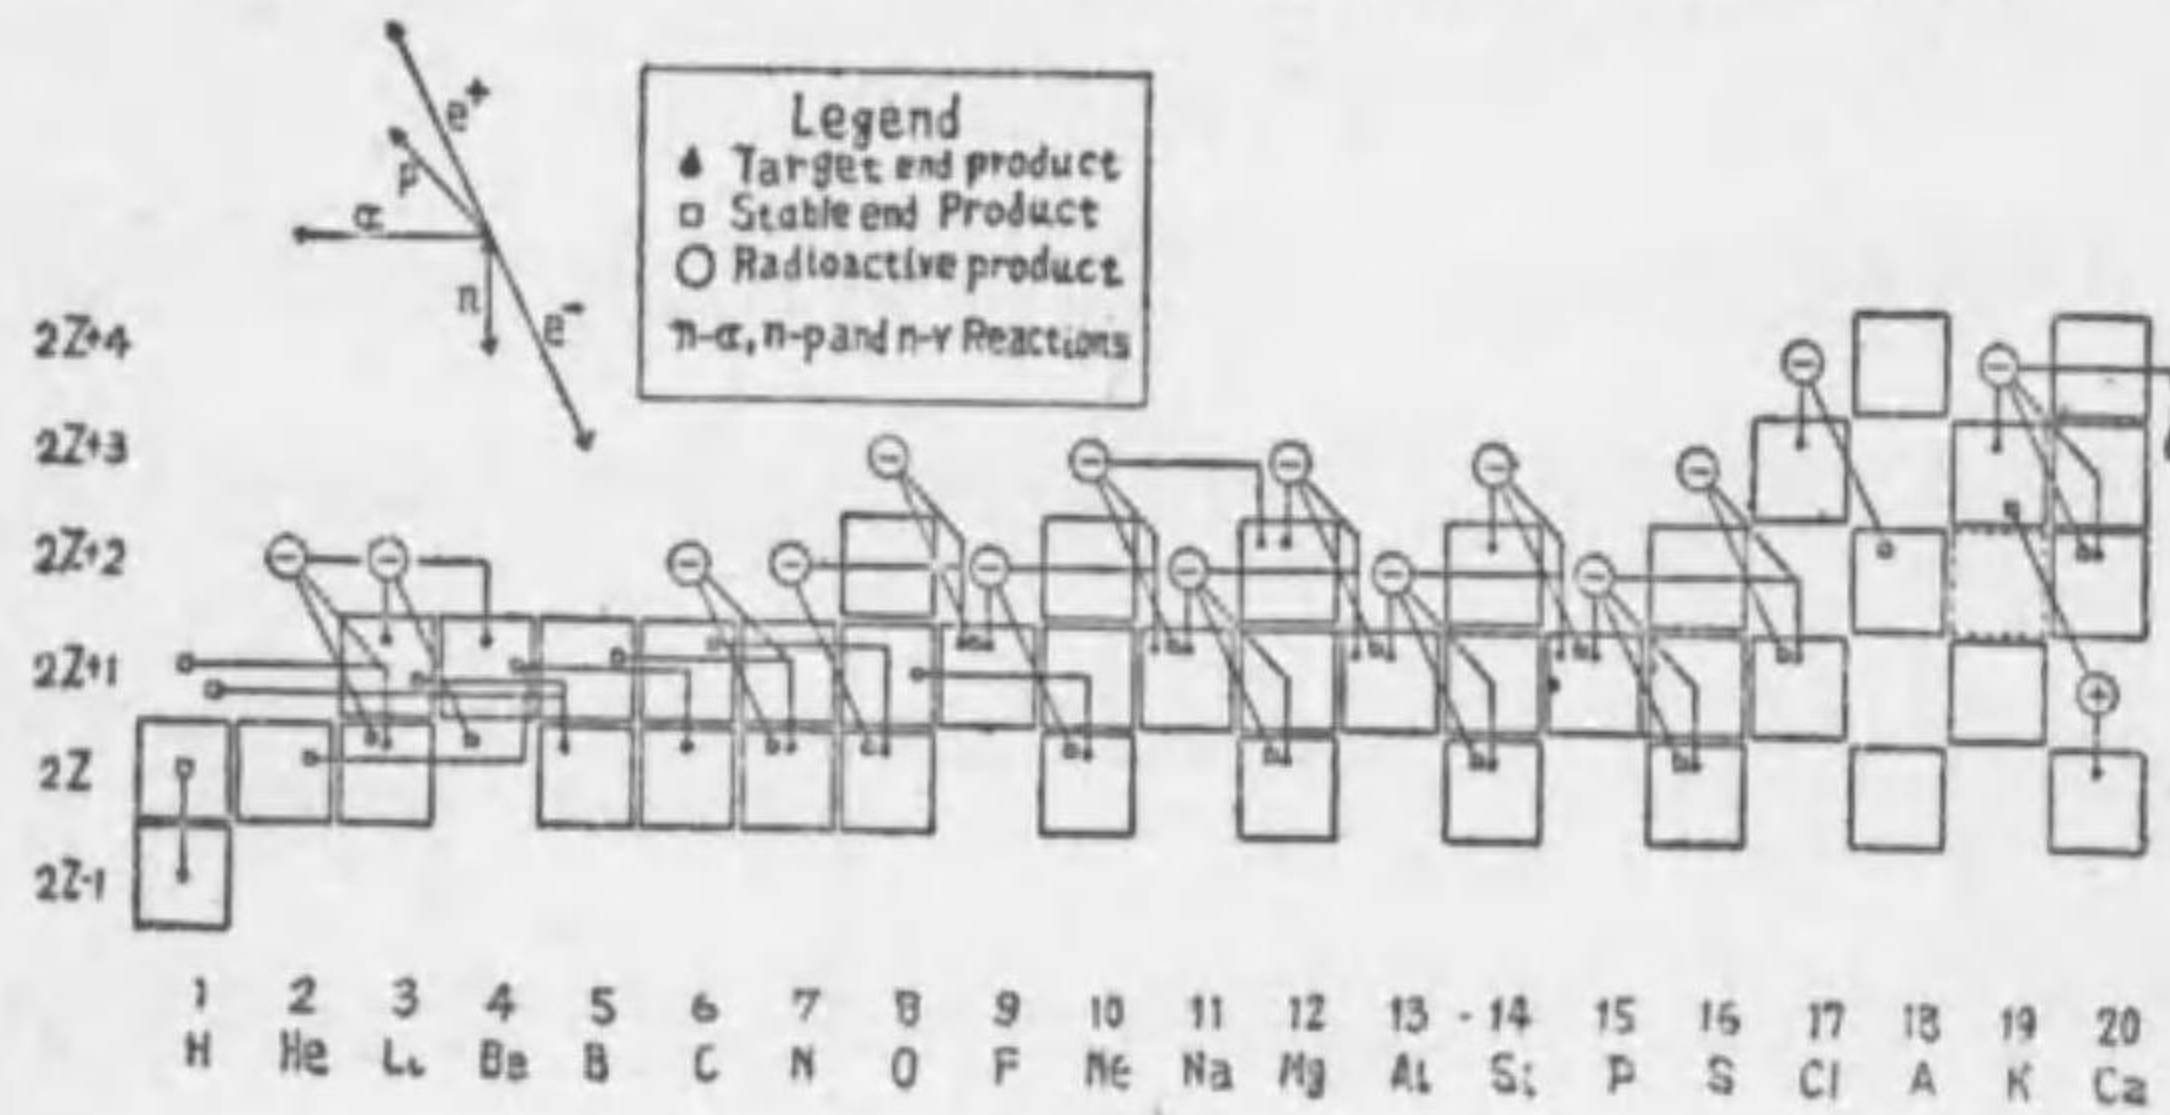 e⁺
p
α
n
e⁻
Legend
Target end product
Stable end Product
Radioactive product
n-α, n-p and n-γ Reactions
2Z+4
2Z+3
2Z+2
2Z+1
2Z
2Z-1
1 2 3 4 5 6 7 8 9 10 11 12 13 - 14 15 16 17 18 19 20
H He Li Be B C N O F Ne Na Mg Al Si P S Cl A K Ca